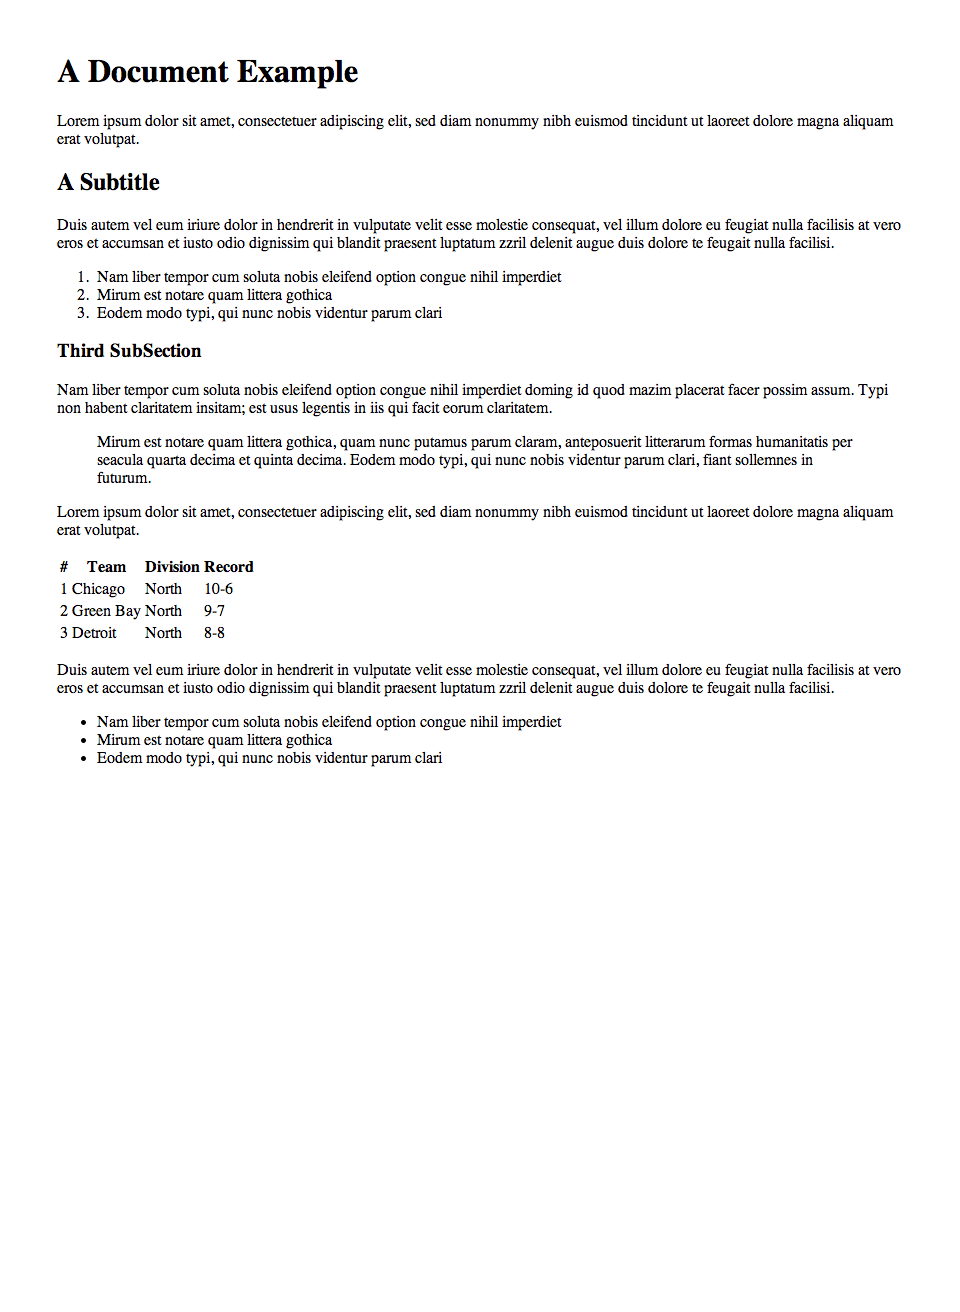 A Document Example
Lorem ipsum dolor sit amet, consectetuer adipiscing elit, sed diam nonummy nibh euismod tincidunt ut laoreet dolore magna aliquam
erat volutpat.
A Subtitle
Duis autem vel eum iriure dolor in hendrerit in vulputate velit esse molestie consequat, vel illum dolore eu feugiat nulla facilisis at vero
eros et accumsan et iusto odio dignissim qui blandit praesent luptatum zzril delenit augue duis dolore te feugait nulla facilisi.
1. Nam liber tempor cum soluta nobis eleifend option congue nihil imperdiet
2. Mirum est notare quam littera gothica
3. Eodem modo typi, qui nunc nobis videntur parum clari
Third SubSection
Nam liber tempor cum soluta nobis eleifend option congue nihil imperdiet doming id quod mazim placerat facer possim assum. Typi
non habent claritatem insitam; est usus legentis in iis qui facit eorum claritatem.
Mirum est notare quam littera gothica, quam nunc putamus parum claram, anteposuerit litterarum formas humanitatis per
seacula quarta decima et quinta decima. Eodem modo typi, qui nunc nobis videntur parum clari, fiant sollemnes in
futurum.
Lorem ipsum dolor sit amet, consectetuer adipiscing elit, sed diam nonummy nibh euismod tincidunt ut laoreet dolore magna aliquam
erat volutpat.
# Team Division Record
1 Chicago North 10-6
2 Green Bay North 9-7
3 Detroit North 8-8
Duis autem vel eum iriure dolor in hendrerit in vulputate velit esse molestie consequat, vel illum dolore eu feugiat nulla facilisis at vero
eros et accumsan et iusto odio dignissim qui blandit praesent luptatum zzril delenit augue duis dolore te feugait nulla facilisi.
• Nam liber tempor cum soluta nobis eleifend option congue nihil imperdiet
• Mirum est notare quam littera gothica
• Eodem modo typi, qui nunc nobis videntur parum clari